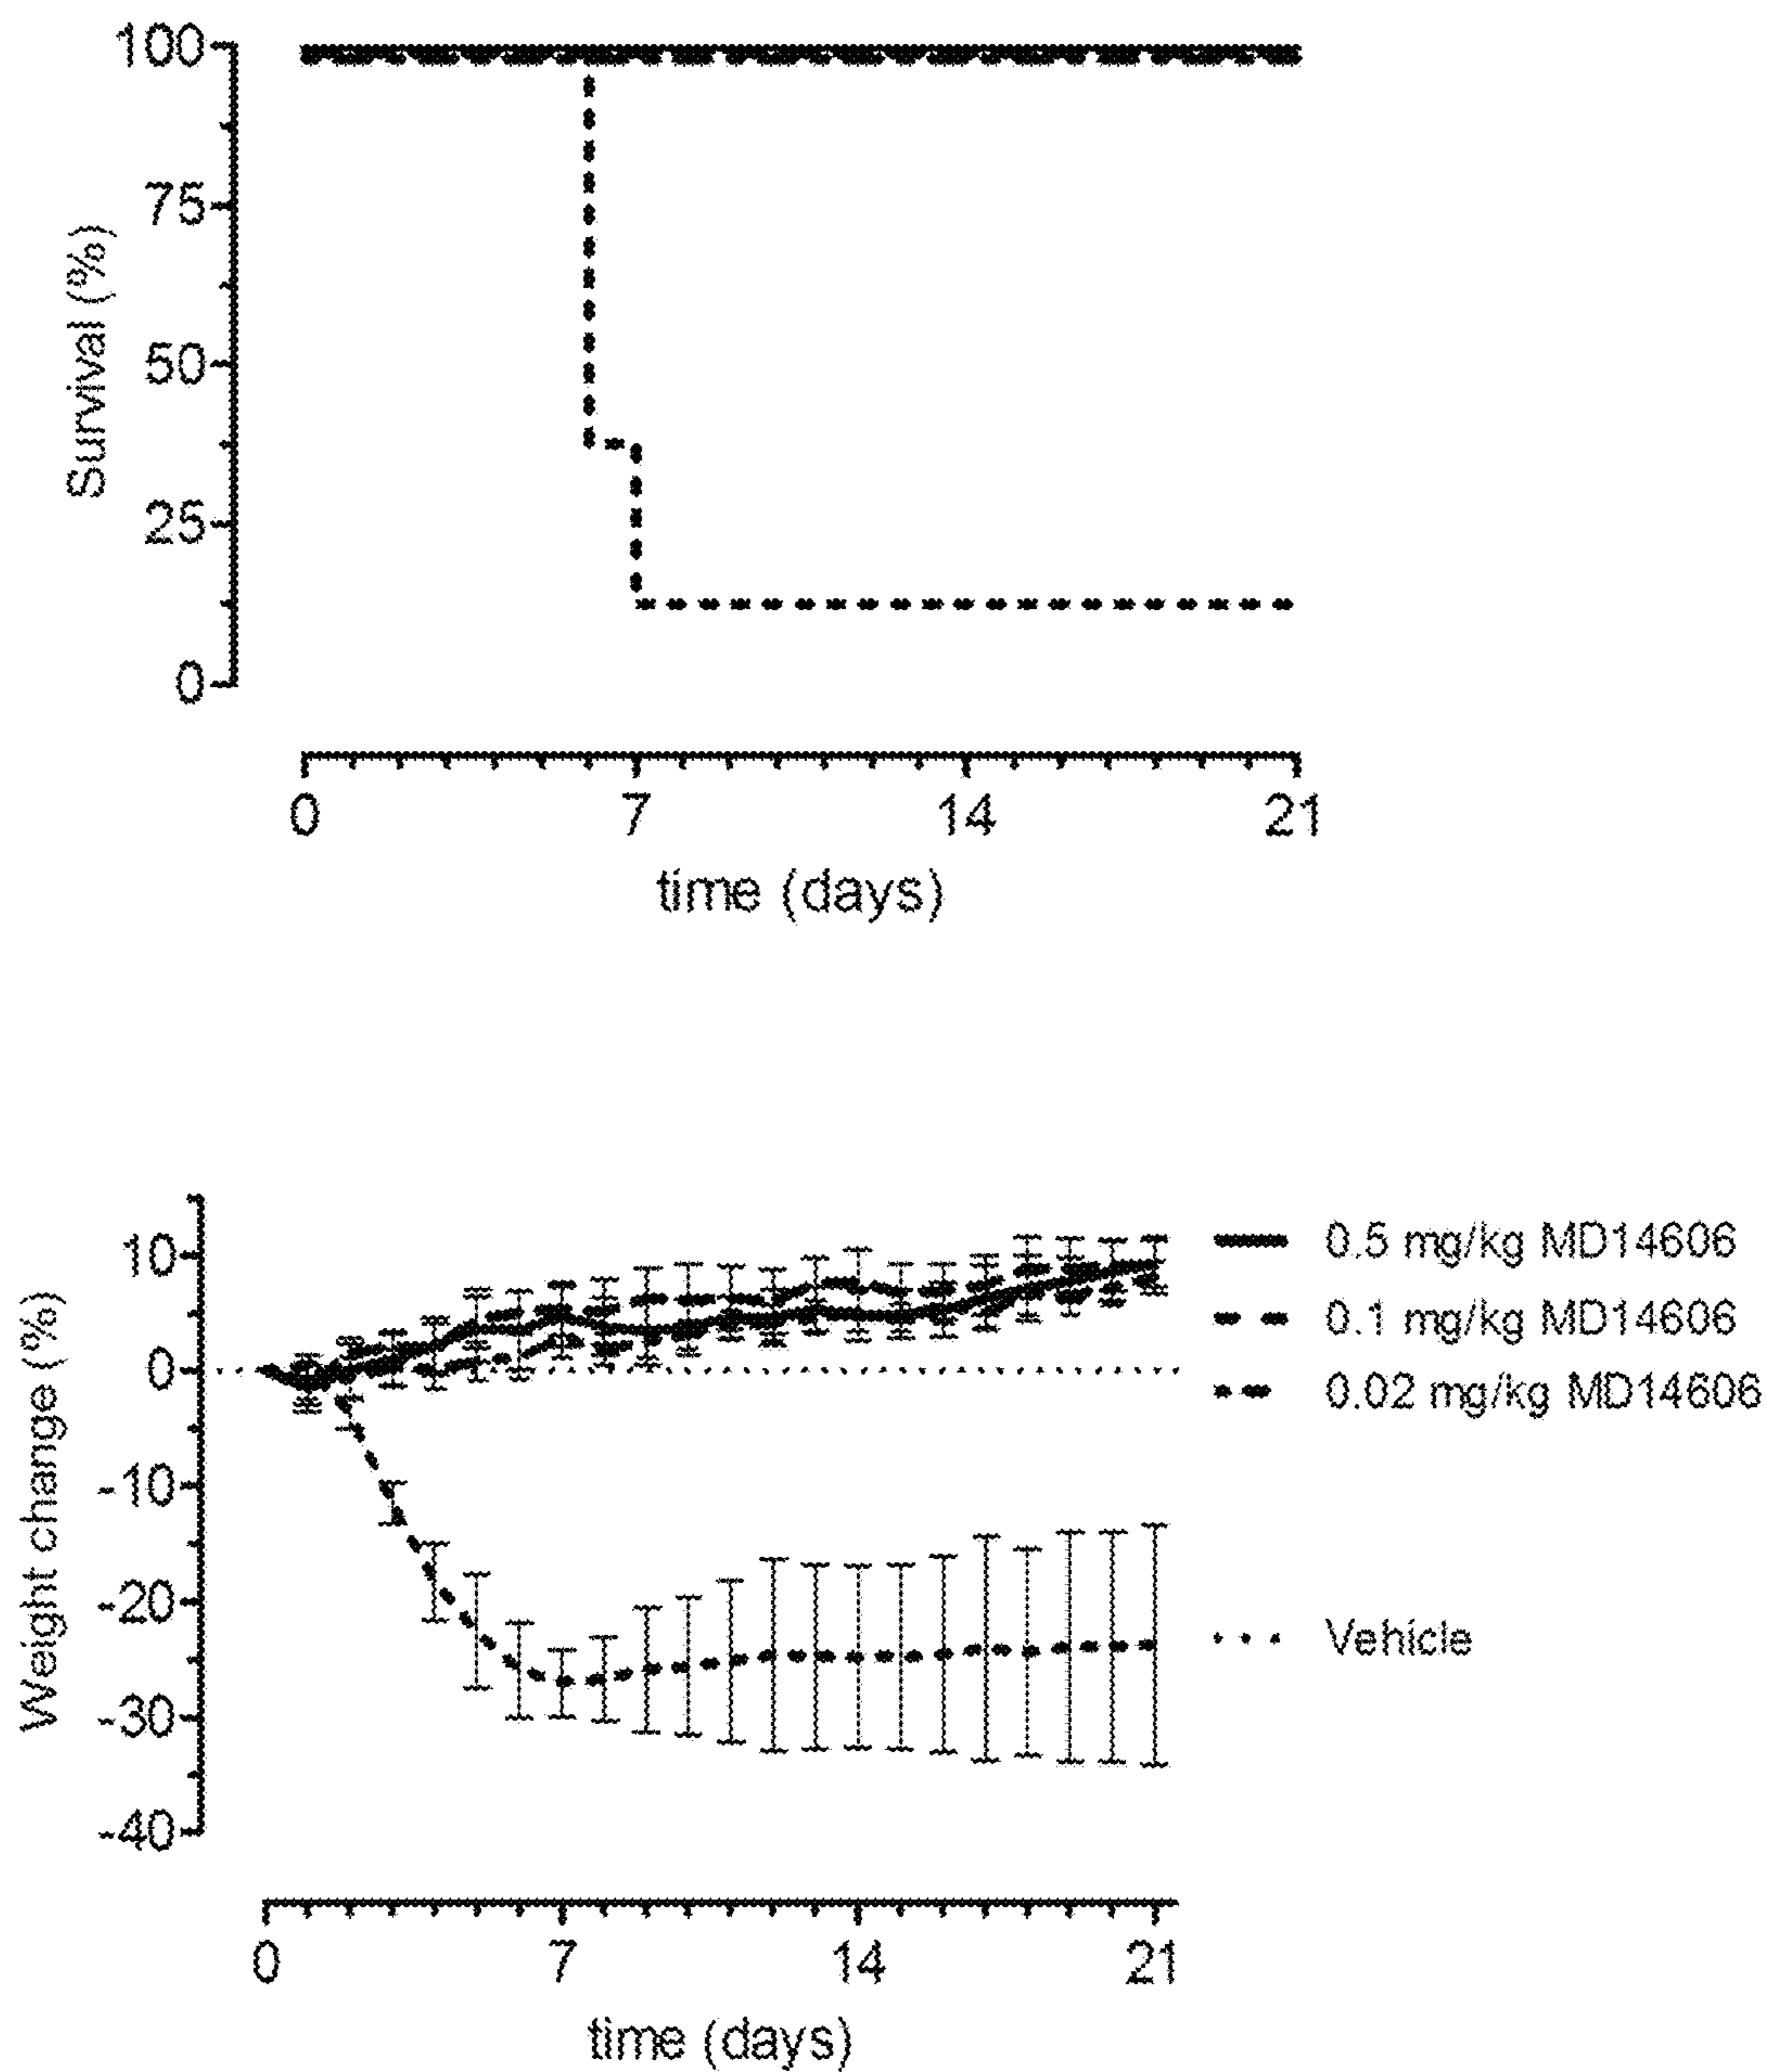 100
75
50
25
0
Survival (%)
0 7 14 21
time (days)
10
0
-10
-20
-30
-40
Weight change (%)
0 7 14 21
time (days)
0.5 mg/kg MD14606
0.1 mg/kg MD14606
0.02 mg/kg MD14606
Vehicle